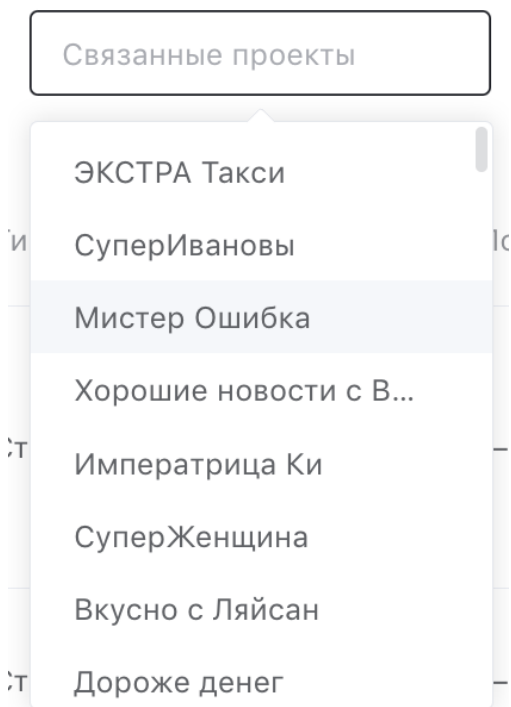 Связанные проекты
ЭКСТРА Такси
СуперИвановы
Мистер Ошибка
Хорошие новости с В...
Императрица Ки
СуперЖенщина
Вкусно с Ляйсан
Дороже денег